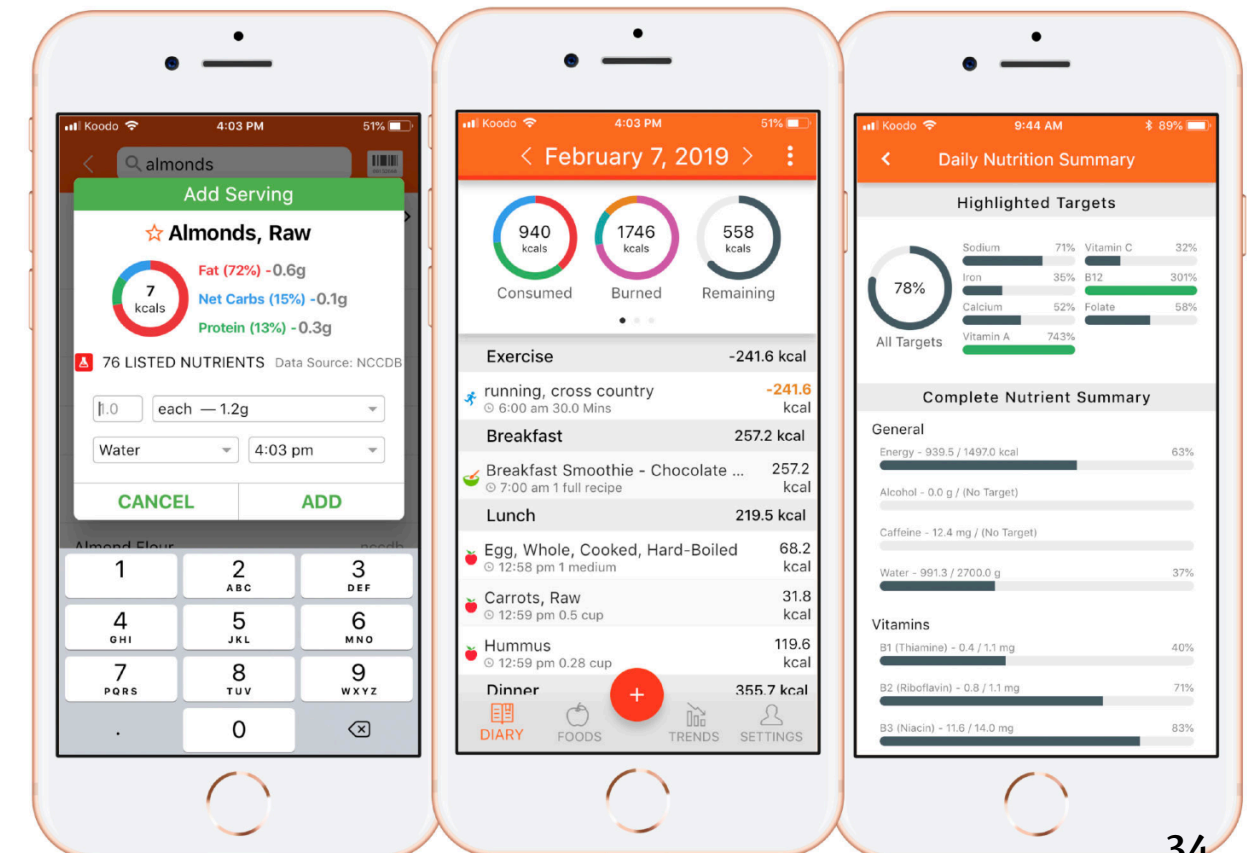 Koodo 4:03 PM 51%
almonds
Add Serving
Almonds, Raw
7
kcals
Fat (72%) - 0.6g
Net Carbs (15%) - 0.1g
Protein (13%) - 0.3g
76 LISTED NUTRIENTS Data Source: NCCDB
1.0 each — 1.2g
Water 4:03 pm
CANCEL ADD
Almond Flour nccdb
1 2 3
ABC DEF
4 5 6
GHI JKL MNO
7 8 9
PQRS TUV WXYZ
. 0
Koodo 4:03 PM 51%
< February 7, 2019 >
940 1746 558
kcals kcals kcals
Consumed Burned Remaining
Exercise -241.6 kcal
running, cross country -241.6
6:00 am 30.0 Mins kcal
Breakfast 257.2 kcal
Breakfast Smoothie - Chocolate ... 257.2
7:00 am 1 full recipe kcal
Lunch 219.5 kcal
Egg, Whole, Cooked, Hard-Boiled 68.2
12:58 pm 1 medium kcal
Carrots, Raw 31.8
12:59 pm 0.5 cup kcal
Hummus 119.6
12:59 pm 0.28 cup kcal
Dinner 355.7 kcal
+
DIARY FOODS TRENDS SETTINGS
Koodo 9:44 AM 89%
< Daily Nutrition Summary
Highlighted Targets
78%
All Targets
Sodium 71% Vitamin C 32%
Iron 35% B12 301%
Calcium 52% Folate 58%
Vitamin A 743%
Complete Nutrient Summary
General
Energy - 939.5 / 1497.0 kcal 63%
Alcohol - 0.0 g / (No Target)
Caffeine - 12.4 mg / (No Target)
Water - 991.3 / 2700.0 g 37%
Vitamins
B1 (Thiamine) - 0.4 / 1.1 mg 40%
B2 (Riboflavin) - 0.8 / 1.1 mg 71%
B3 (Niacin) - 11.6 / 14.0 mg 83%
34